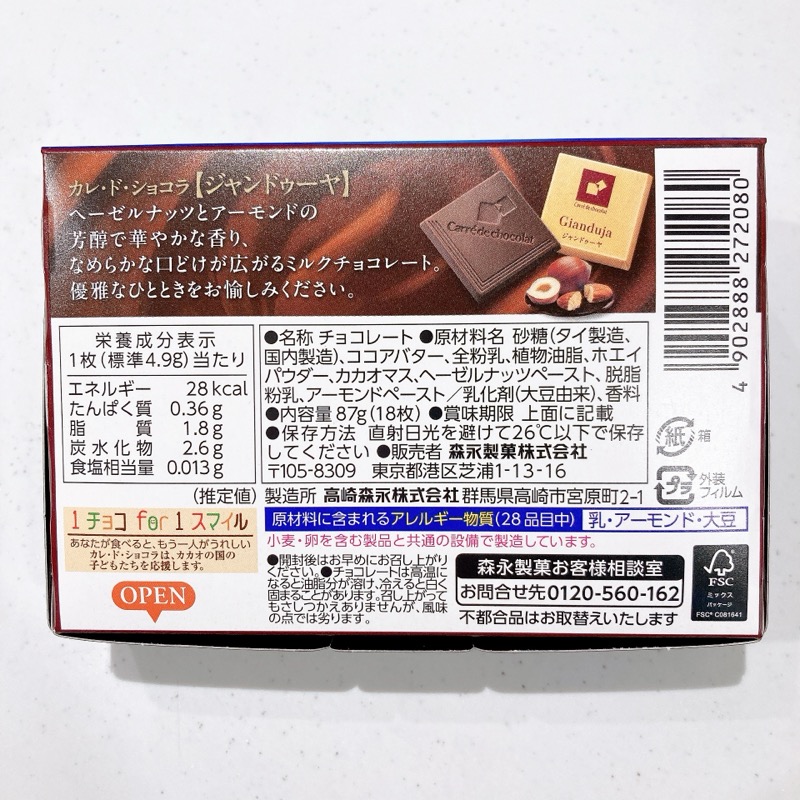 カレ・ド・ショコラ【ジャンドゥーヤ】
ヘーゼルナッツとアーモンドの
芳醇で華やかな香り、
なめらかな口どけが広がるミルクチョコレート。
優雅なひとときをお愉しみください。
Carré de chocolat
Carré de chocolat
Gianduja
ジャンドゥーヤ
4 902888 272080
栄養成分表示
1枚(標準4.9g)当たり
エネルギー 28kcal
たんぱく質 0.36g
脂質 1.8g
炭水化物 2.6g
食塩相当量 0.013g
(推定値)
●名称 チョコレート ●原材料名 砂糖(タイ製造、
国内製造)、ココアバター、全粉乳、植物油脂、ホエイ
パウダー、カカオマス、ヘーゼルナッツペースト、脱脂
粉乳、アーモンドペースト/乳化剤(大豆由来)、香料
●内容量 87g(18枚) ●賞味期限 上面に記載
●保存方法 直射日光を避けて26℃以下で保存
してください ●販売者 森永製菓株式会社
〒105-8309 東京都港区芝浦1-13-16
製造所 高崎森永株式会社 群馬県高崎市宮原町2-1
紙 箱
プラ 外装
フィルム
原材料に含まれるアレルギー物質(28品目中) 乳・アーモンド・大豆
小麦・卵を含む製品と共通の設備で製造しています。
1チョコ for 1スマイル
あなたが食べると、もう一人がうれしい
カレ・ド・ショコラは、カカオの国の
子どもたちを応援します。
OPEN
●開封後はお早めにお召し上がり
ください。●チョコレートは高温に
なると油脂分が溶け、冷えると白く
固まることがあります。召し上がって
もさしつかえありませんが、風味
の点では劣ります。
森永製菓お客様相談室
お問合せ先0120-560-162
不都合品はお取替えいたします
FSC
ミックス
パッケージ
FSC® C081641